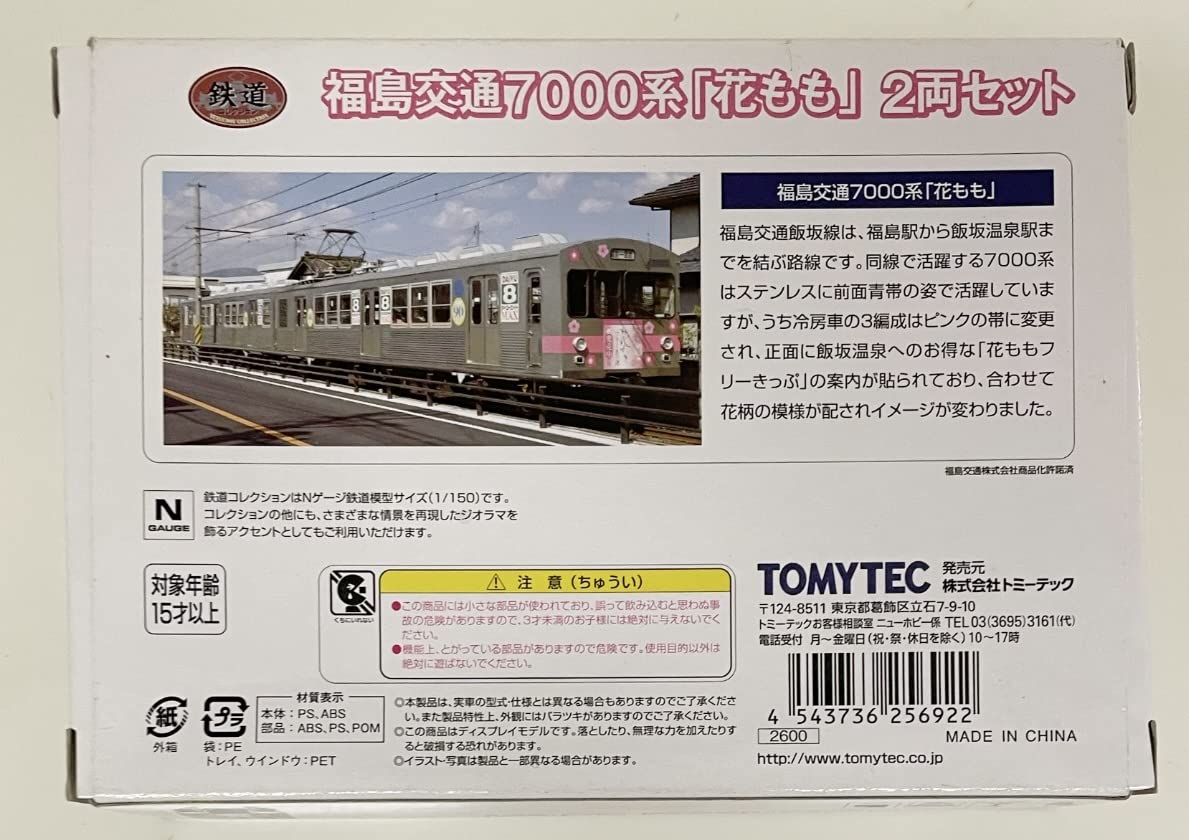 鉄道
コレクション
福島交通7000系「花もも」 2両セット
福島交通7000系「花もも」
福島交通飯坂線は、福島駅から飯坂温泉駅ま
でを結ぶ路線です。同線で活躍する7000系
はステンレスに前面青帯の姿で活躍していま
すが、うち冷房車の3編成はピンクの帯に変更
され、正面に飯坂温泉へのお得な「花ももフ
リーきっぷ」の案内が貼られており、合わせて
花柄の模様が配されイメージが変わりました。
8
MAX
8
90
福島交通株式会社商品化許諾済
N
GAUGE
鉄道コレクションはNゲージ鉄道模型サイズ(1/150)です。
コレクションの他にも、さまざまな情景を再現したジオラマを
飾るアクセントとしてもご利用いただけます。
対象年齢
15才以上
くちにいれない
注 意(ちゅうい)
●この商品には小さな部品が使われており、誤って飲み込むと思わぬ事
故の危険がありますので、3才未満のお子様には絶対に与えないでく
ださい。
●機能上、とがっている部品がありますので危険です。使用目的以外は
絶対に遊ばないでください。
TOMYTEC 発売元
株式会社トミーテック
〒124-8511 東京都葛飾区立石7-9-10
トミーテックお客様相談室 ニューホビー係 TEL 03(3695)3161(代)
電話受付 月～金曜日(祝・祭・休日を除く)10～17時
紙
外箱
プラ
袋:PE
トレイ、ウインドウ:PET
材質表示
本体:PS、ABS
部品:ABS、PS、POM
◎本製品は、実車の型式・仕様とは異なる場合もありますのでご了承くださ
い。また製品特性上、外観にはバラツキがありますのでご了承ください。
◎この商品はディスプレイモデルです。落としたり、無理な力を加えたりす
ると破損する恐れがあります。
◎イラスト・写真は製品と一部異なる場合があります。
4 543736 256922
2600
MADE IN CHINA
http://www.tomytec.co.jp